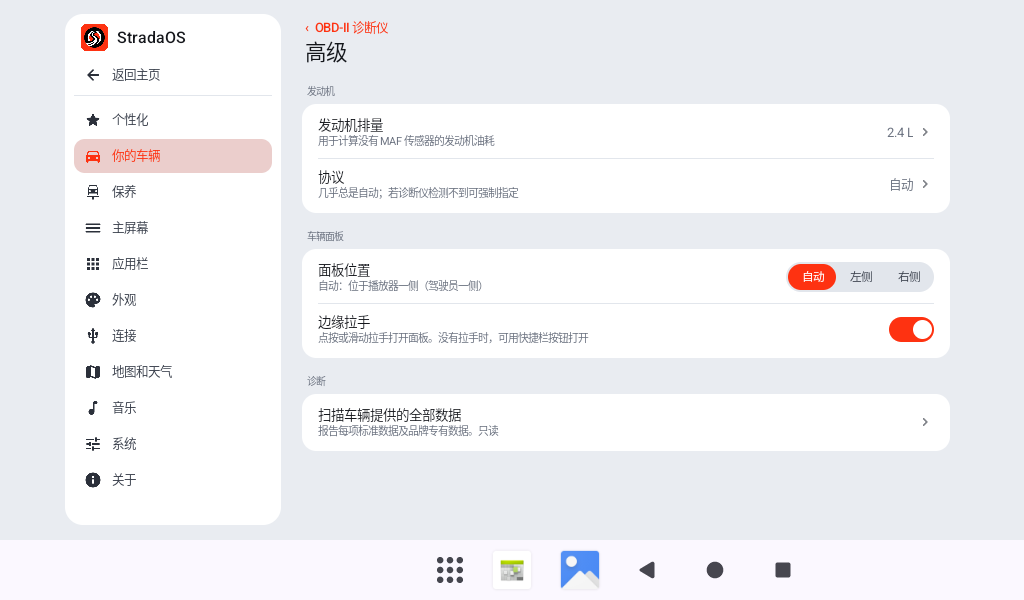 StradaOS
返回主页
个性化
你的车辆
保养
主屏幕
应用栏
外观
连接
地图和天气
音乐
系统
关于
‹ OBD-II 诊断仪
高级
发动机
发动机排量
用于计算没有 MAF 传感器的发动机油耗
2.4 L
协议
几乎总是自动；若诊断仪检测不到可强制指定
自动
车辆面板
面板位置
自动：位于播放器一侧（驾驶员一侧）
自动 左侧 右侧
边缘拉手
点按或滑动拉手打开面板。没有拉手时，可用快捷栏按钮打开
诊断
扫描车辆提供的全部数据
报告每项标准数据及品牌专有数据。只读